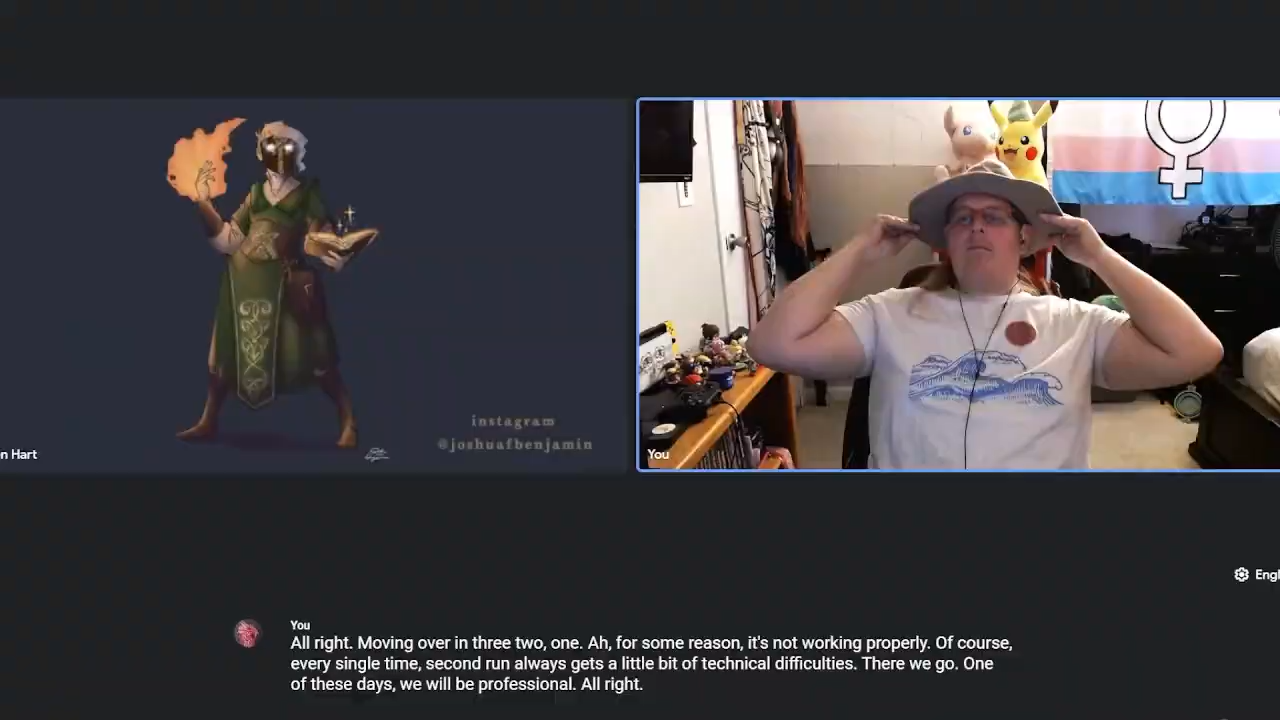 instagram
@joshuafbenjamin
n Hart
You
Engl
You
All right. Moving over in three two, one. Ah, for some reason, it's not working properly. Of course,
every single time, second run always gets a little bit of technical difficulties. There we go. One
of these days, we will be professional. All right.